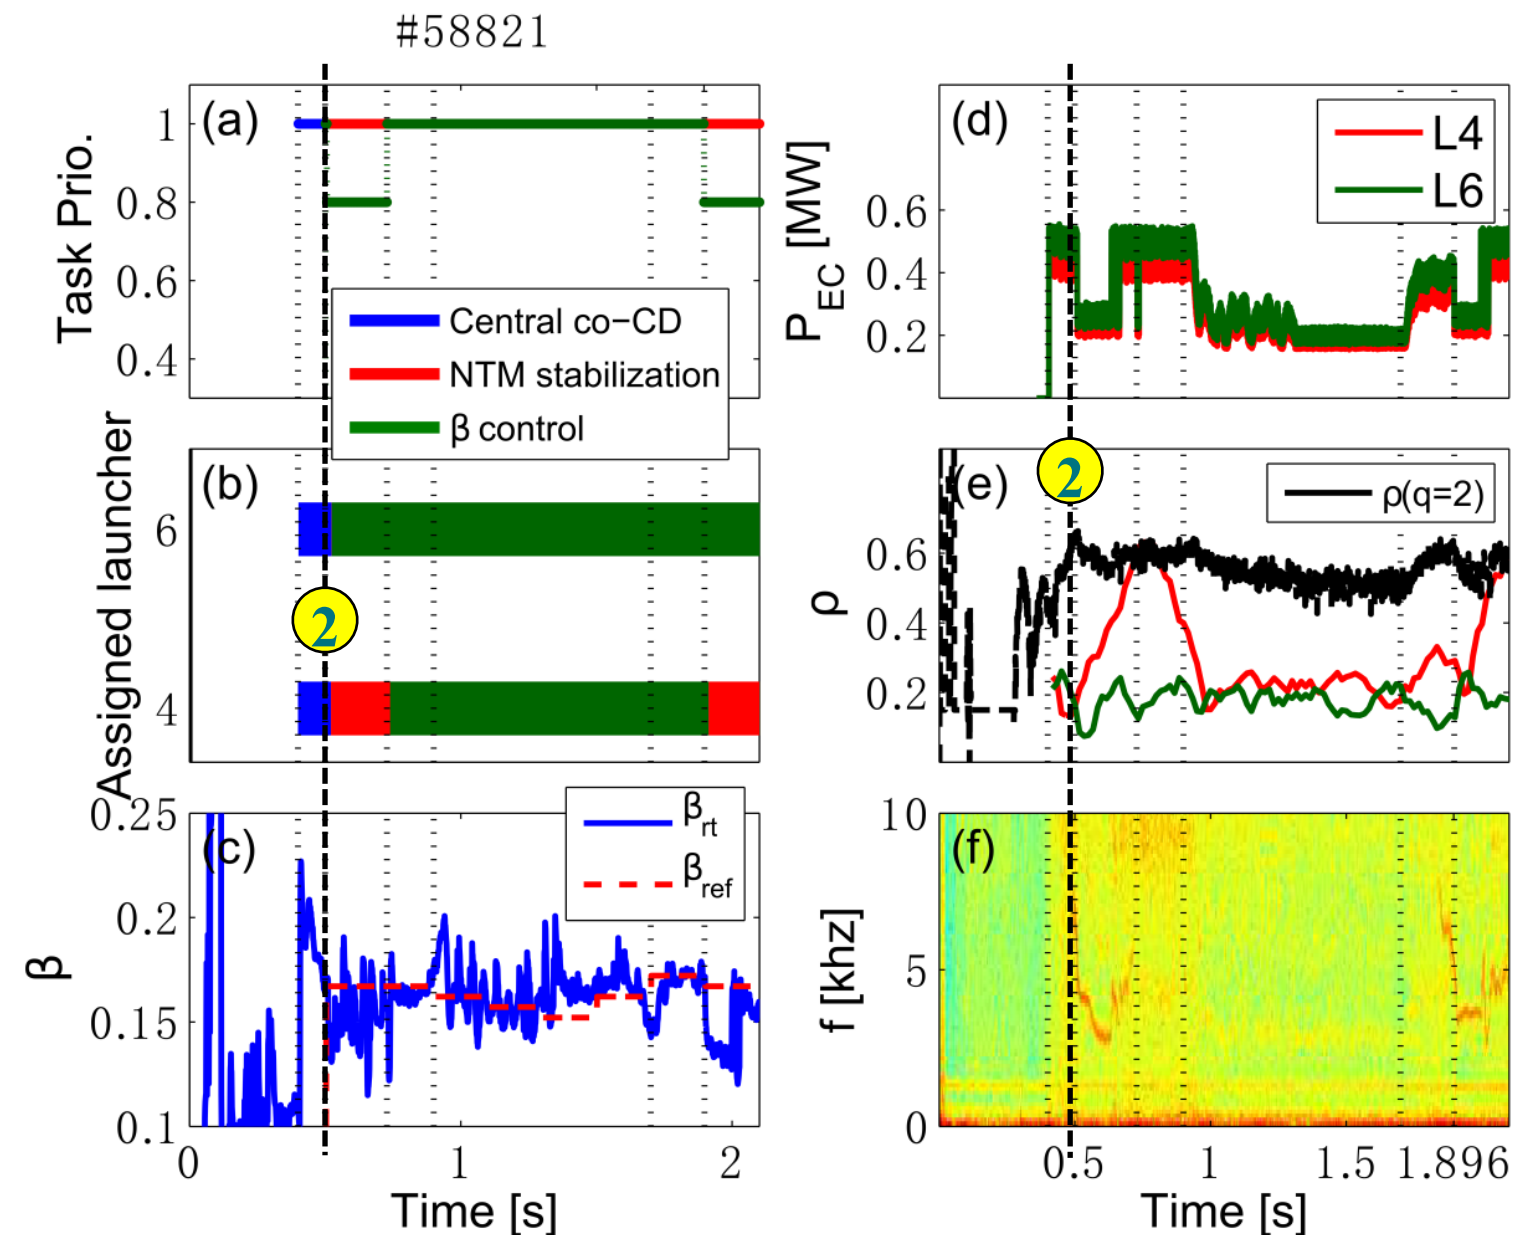 #58821
(a)
Task Prio.
1
0.8
0.6
0.4
Central co−CD
NTM stabilization
β control
(b)
Assigned launcher
6
4
2
(c)
β
0.25
0.2
0.15
0.1
βrt
βref
0
1
2
Time [s]
(d)
PEC [MW]
0.6
0.4
0.2
L4
L6
2
(e)
ρ
0.6
0.4
0.2
ρ(q=2)
(f)
f [khz]
10
5
0
0.5
1
1.5
1.896
Time [s]